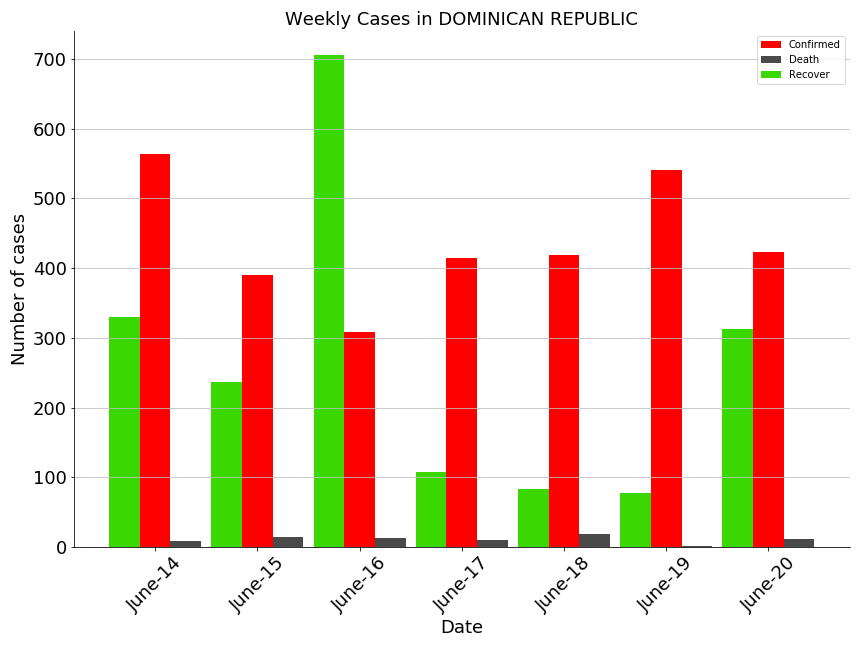 Weekly Cases in DOMINICAN REPUBLIC
Confirmed
Death
Recover
Number of cases
700
600
500
400
300
200
100
0
June-14
June-15
June-16
June-17
June-18
June-19
June-20
Date